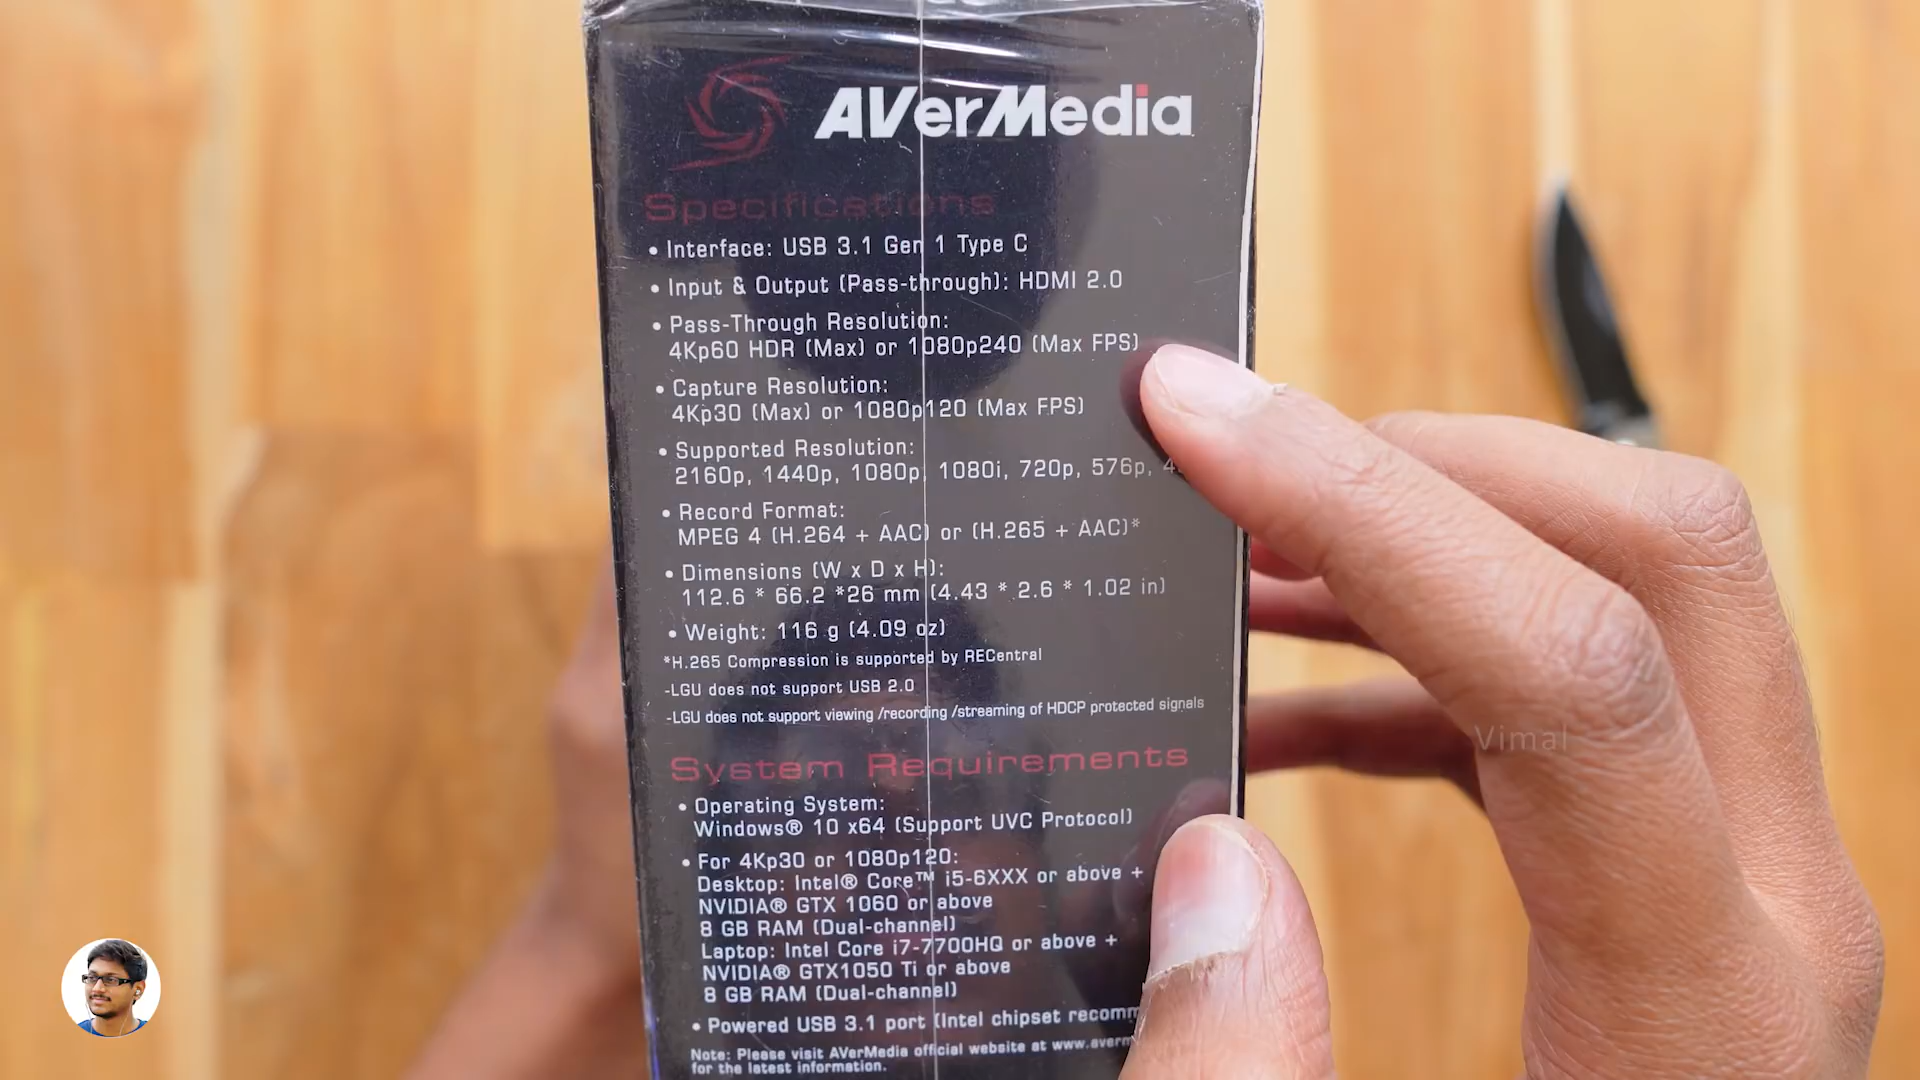 AVerMedia
Specifications
• Interface: USB 3.1 Gen 1 Type C
• Input & Output (Pass-through): HDMI 2.0
• Pass-Through Resolution:
4Kp60 HDR (Max) or 1080p240 (Max FPS)
• Capture Resolution:
4Kp30 (Max) or 1080p120 (Max FPS)
• Supported Resolution:
2160p, 1440p, 1080p, 1080i, 720p, 576p,
• Record Format:
MPEG 4 (H.264 + AAC) or (H.265 + AAC)*
• Dimensions (W x D x H):
112.6 * 66.2 *26 mm (4.43 * 2.6 * 1.02 in)
• Weight: 116 g (4.09 oz)
*H.265 Compression is supported by RECentral
-LGU does not support USB 2.0
-LGU does not support viewing /recording /streaming of HDCP protected signals
System Requirements
• Operating System:
Windows® 10 x64 (Support UVC Protocol)
• For 4Kp30 or 1080p120:
Desktop: Intel® Core™ i5-6XXX or above +
NVIDIA® GTX 1060 or above
8 GB RAM (Dual-channel)
Laptop: Intel Core i7-7700HQ or above +
NVIDIA® GTX1050 Ti or above
8 GB RAM (Dual-channel)
• Powered USB 3.1 port (Intel chipset
Note: Please visit AVerMedia official website at
for the latest information.
Vimal